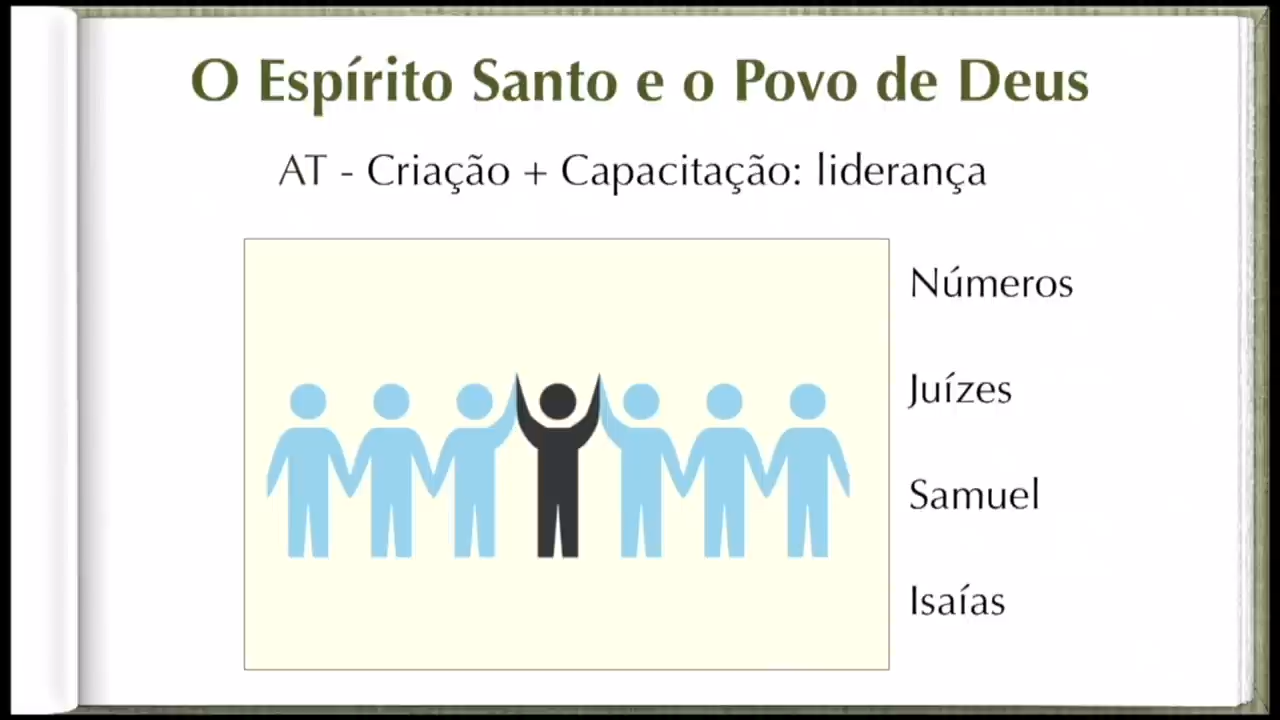 O Espírito Santo e o Povo de Deus
AT - Criação + Capacitação: liderança
Números
Juízes
Samuel
Isaías